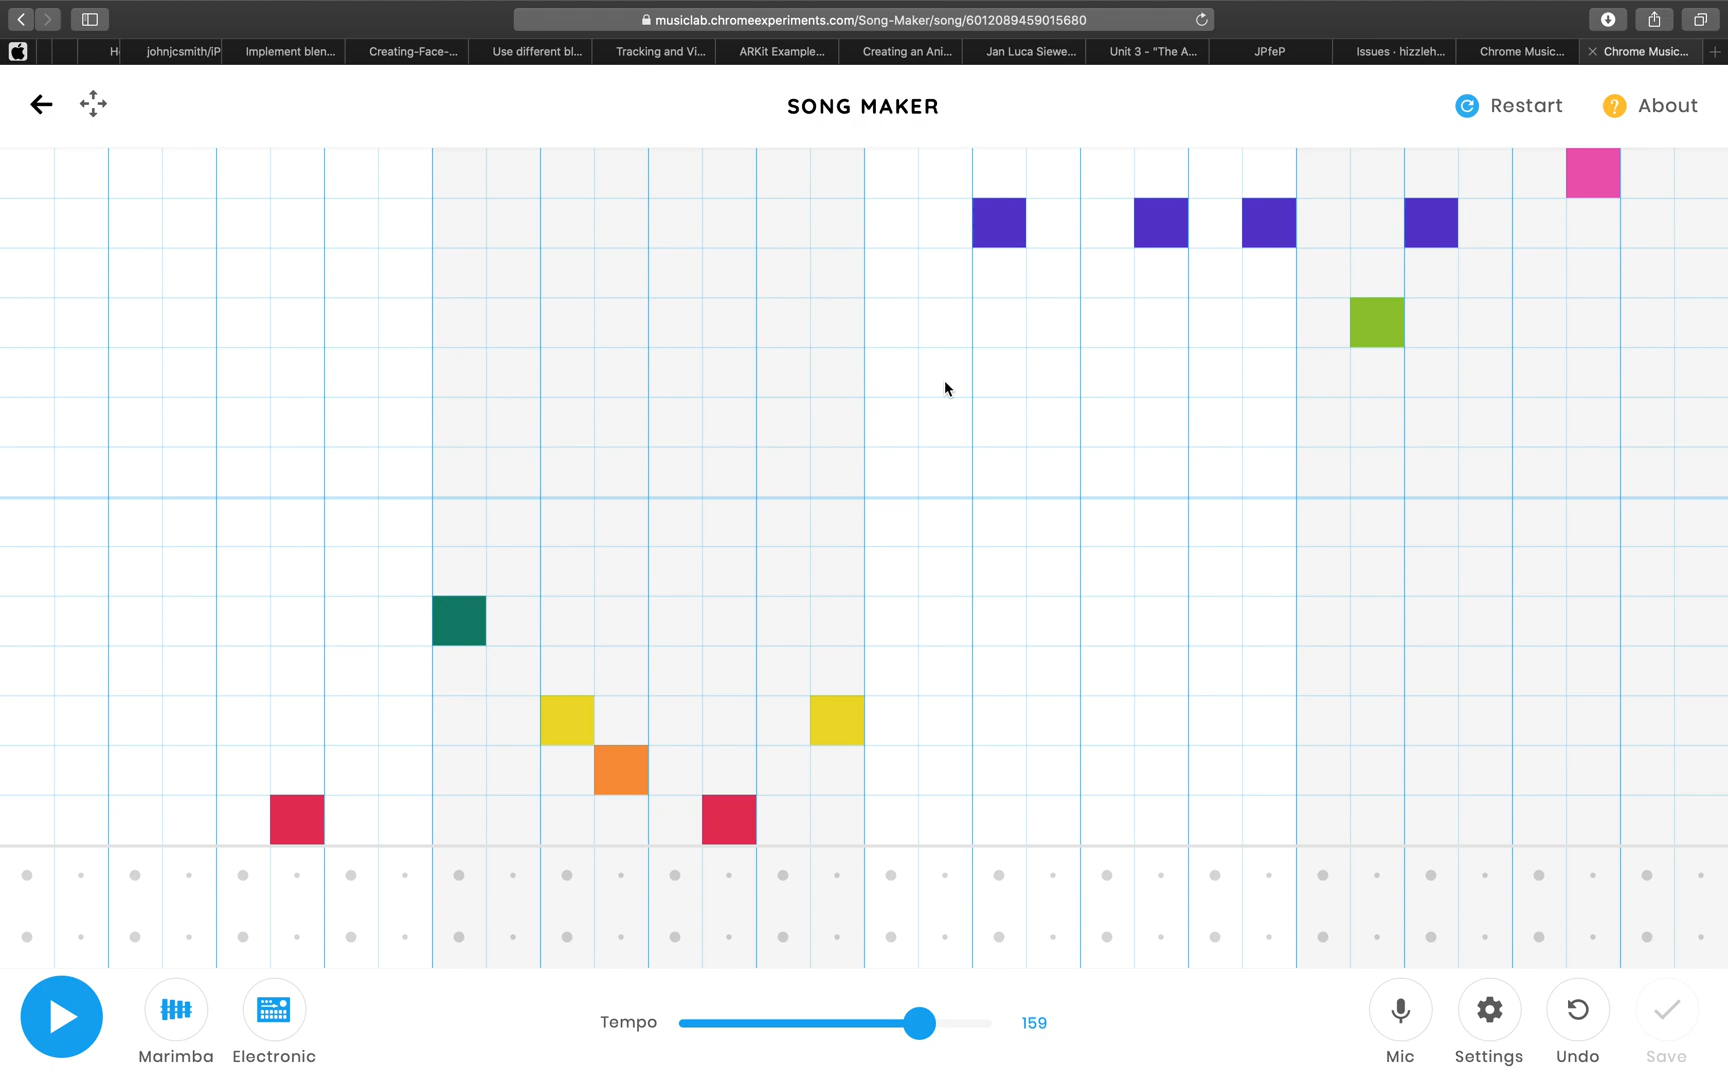 musiclab.chromeexperiments.com/Song-Maker/song/6012089459015680
johnjcsmith/iP
Implement blen...
Creating-Face-...
Use different bl...
Tracking and Vi...
ARKit Example...
Creating an Ani...
Jan Luca Siewe...
Unit 3 - "The A...
JPfeP
Issues · hizzleh...
Chrome Music...
Chrome Music...
SONG MAKER
Restart
? About
Tempo 159
Marimba
Electronic
Mic
Settings
Undo
Save